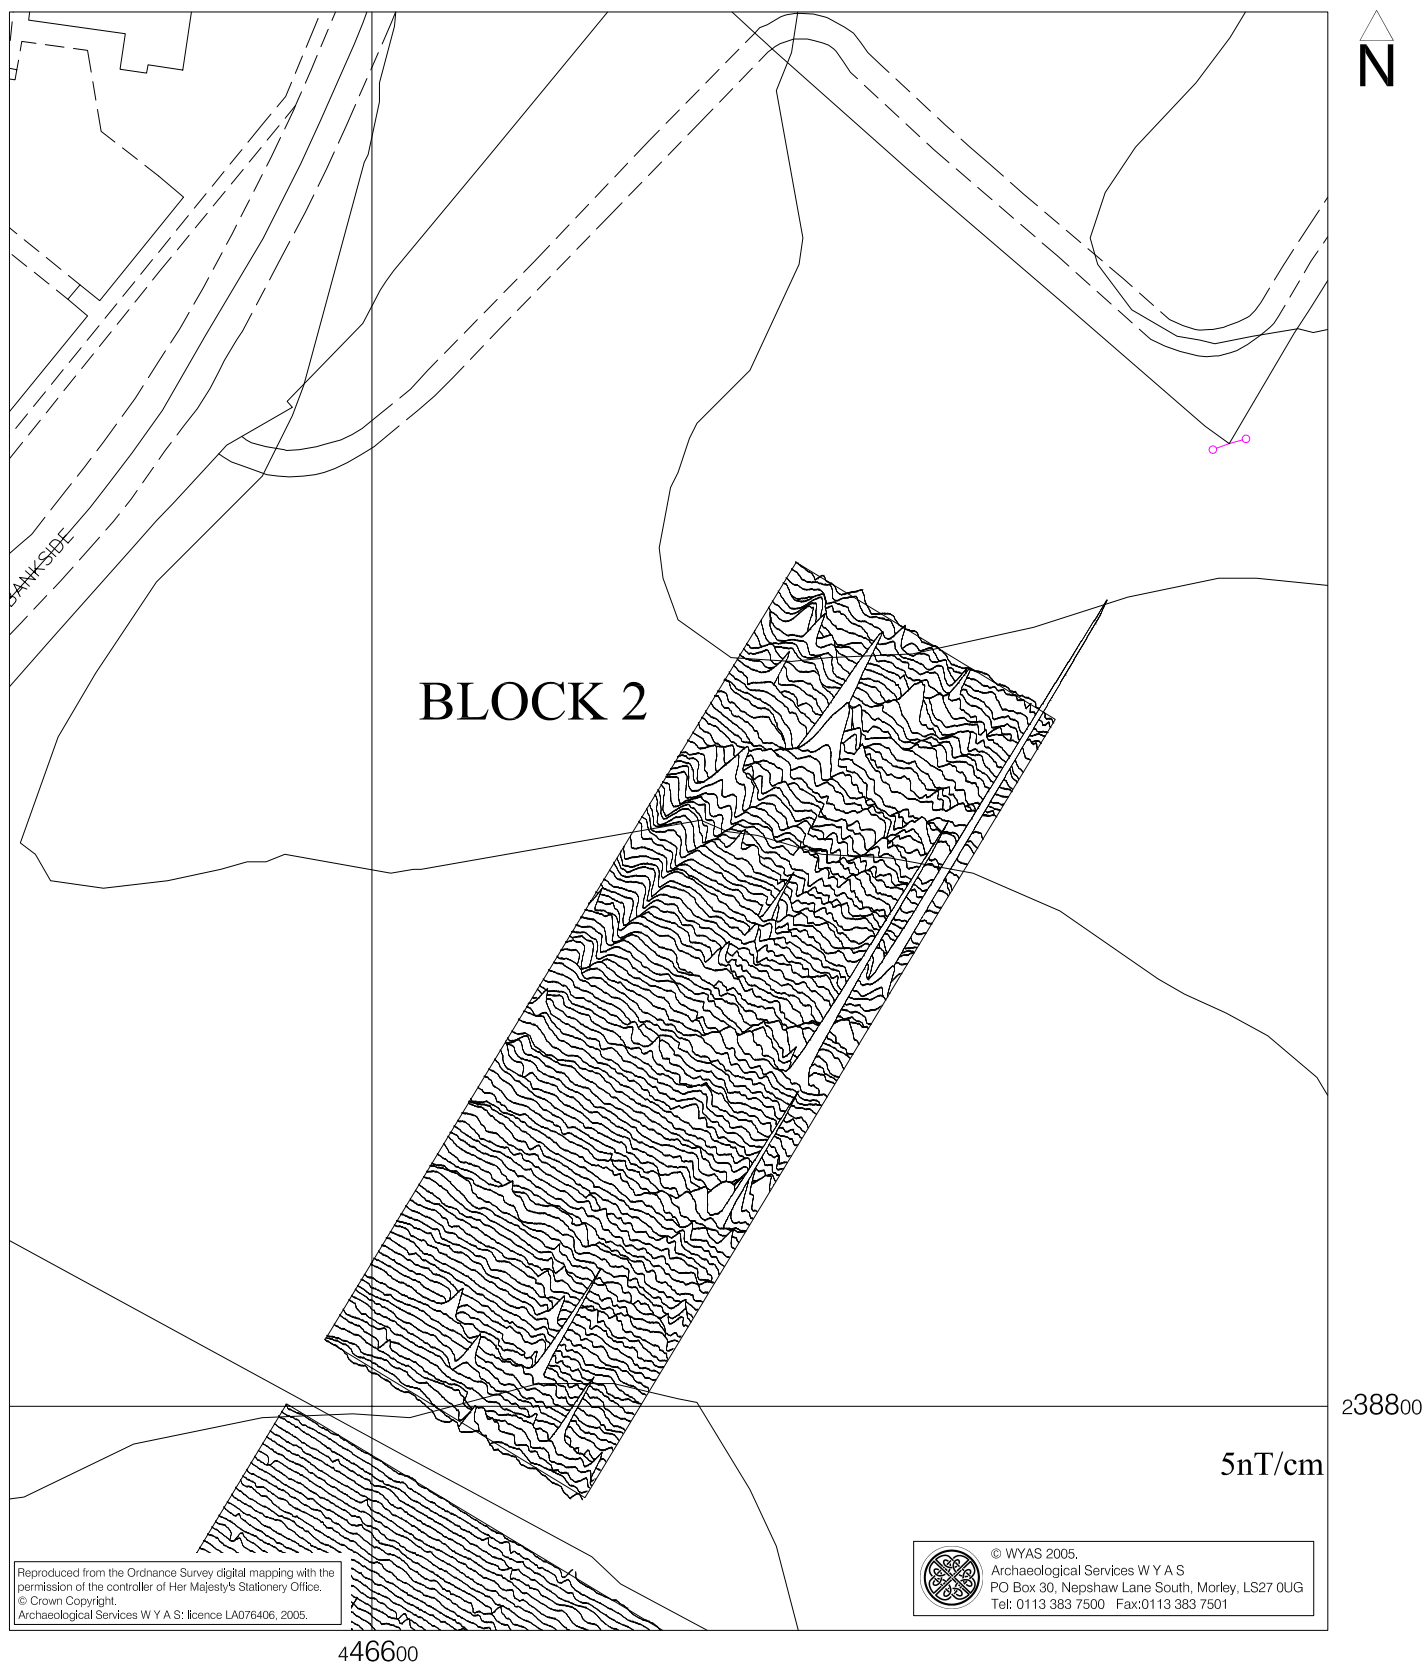 N
BANKSIDE
BLOCK 2
23880​0
5nT/cm
Reproduced from the Ordnance Survey digital mapping with the
permission of the controller of Her Majesty's Stationery Office.
© Crown Copyright.
Archaeological Services W Y A S: licence LA076406, 2005.
© WYAS 2005.
Archaeological Services W Y A S
PO Box 30, Nepshaw Lane South, Morley, LS27 0UG
Tel: 0113 383 7500 Fax:0113 383 7501
446600